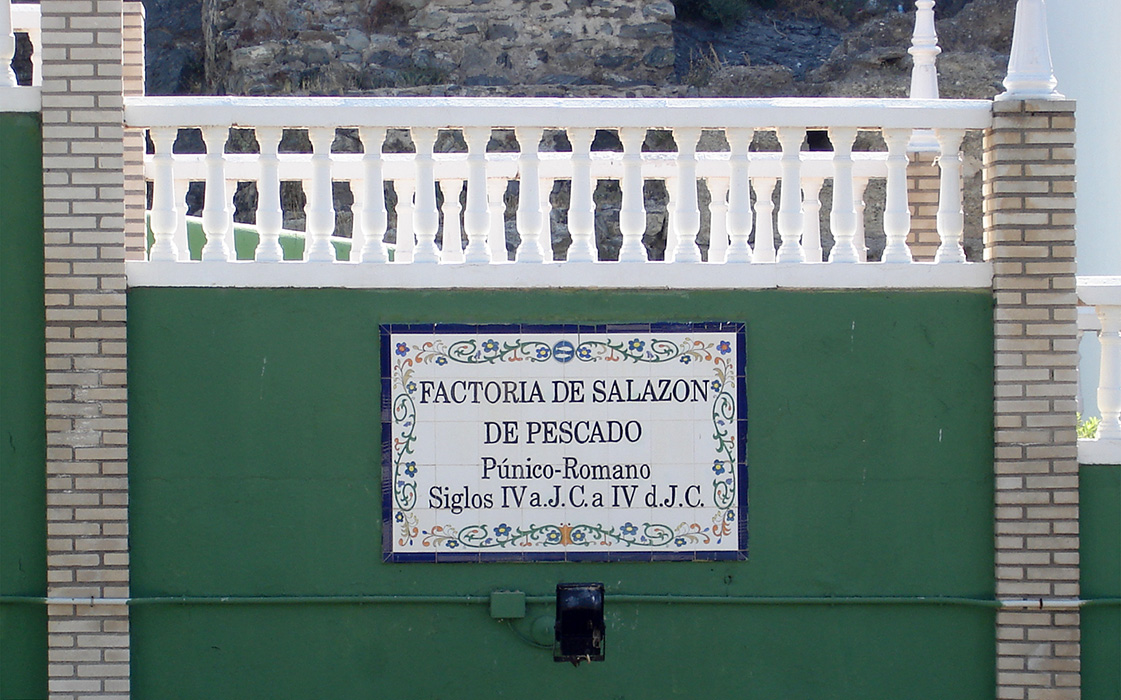 FACTORIA DE SALAZON
DE PESCADO
Púnico-Romano
Siglos IV a.J.C. a IV d.J.C.